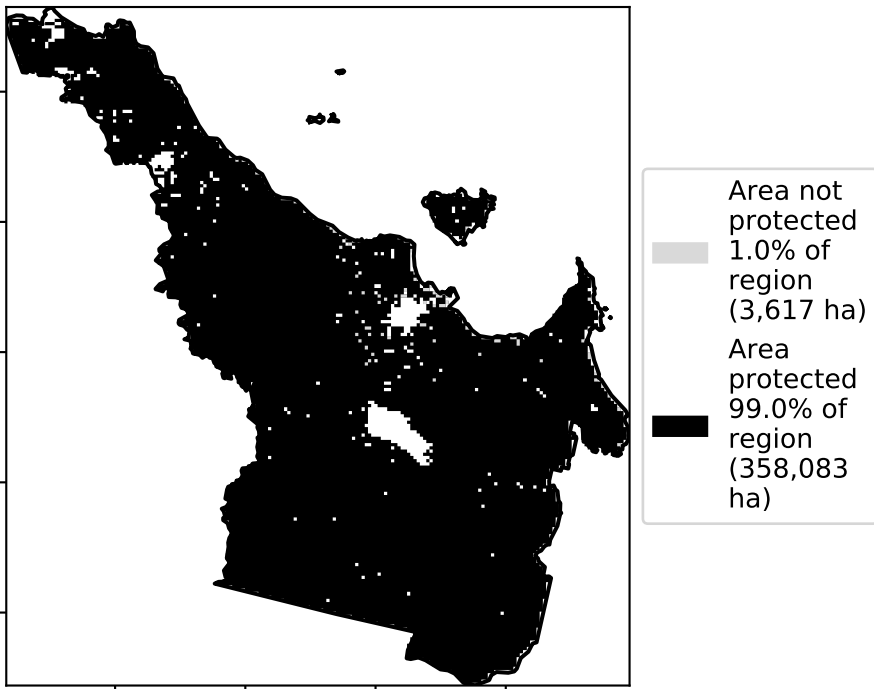 Area not
protected
1.0% of
region
(3,617 ha)
Area
protected
99.0% of
region
(358,083
ha)